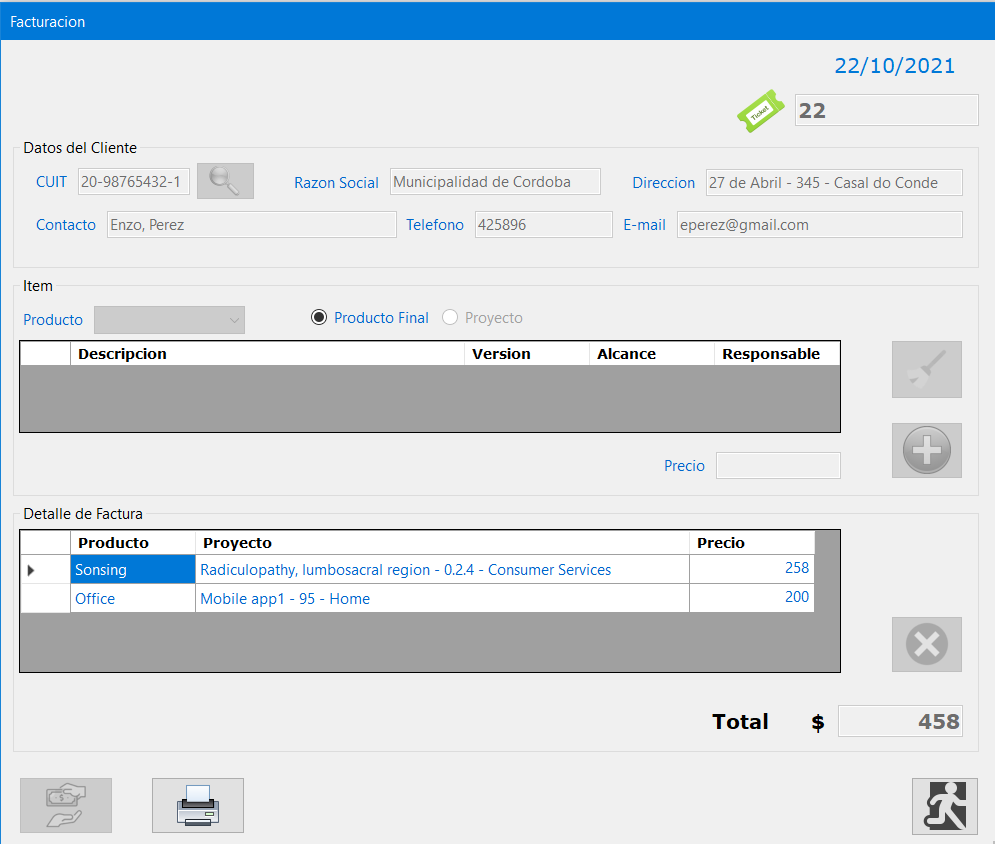 Facturacion
22/10/2021
Ticket 22
Datos del Cliente
CUIT 20-98765432-1 Razon Social Municipalidad de Cordoba Direccion 27 de Abril - 345 - Casal do Conde
Contacto Enzo, Perez Telefono 425896 E-mail eperez@gmail.com
Item
Producto Producto Final Proyecto
Descripcion Version Alcance Responsable
Precio
Detalle de Factura
Producto Proyecto Precio
Sonsing Radiculopathy, lumbosacral region - 0.2.4 - Consumer Services 258
Office Mobile app1 - 95 - Home 200
Total $ 458